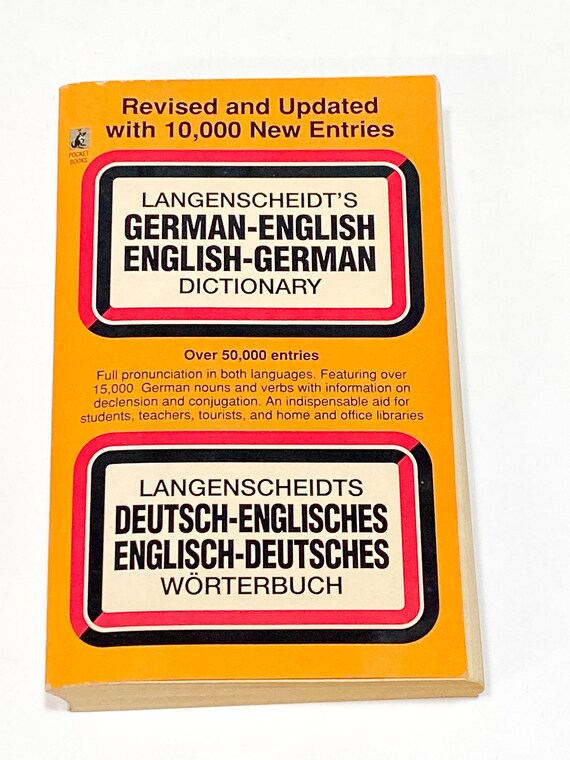 Revised and Updated
with 10,000 New Entries
POCKET
BOOKS
LANGENSCHEIDT'S
GERMAN-ENGLISH
ENGLISH-GERMAN
DICTIONARY
Over 50,000 entries
Full pronunciation in both languages. Featuring over
15,000 German nouns and verbs with information on
declension and conjugation. An indispensable aid for
students, teachers, tourists, and home and office libraries
LANGENSCHEIDTS
DEUTSCH-ENGLISCHES
ENGLISCH-DEUTSCHES
WÖRTERBUCH